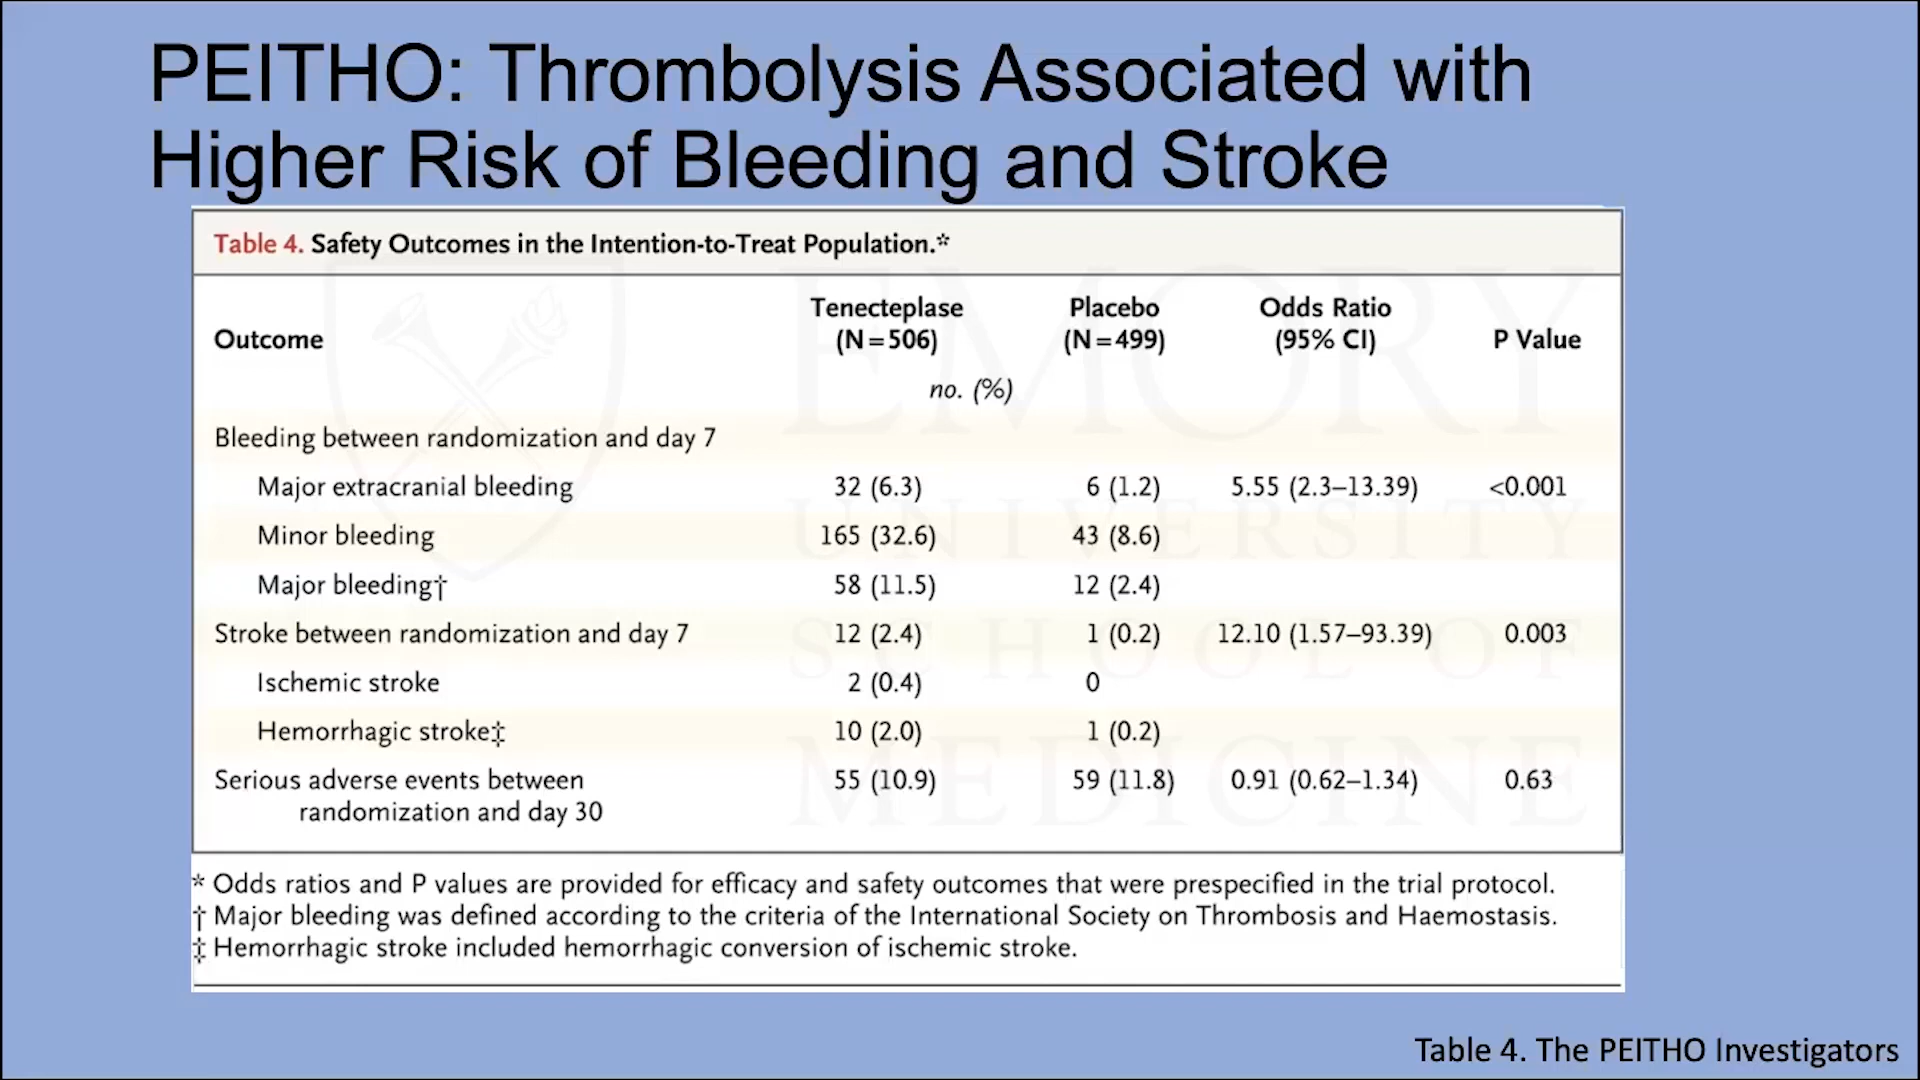 PEITHO: Thrombolysis Associated with
Higher Risk of Bleeding and Stroke
Table 4. Safety Outcomes in the Intention-to-Treat Population.*
Outcome Tenecteplase (N=506) Placebo (N=499) Odds Ratio (95% CI) P Value
no. (%)
Bleeding between randomization and day 7
Major extracranial bleeding 32 (6.3) 6 (1.2) 5.55 (2.3–13.39) <0.001
Minor bleeding 165 (32.6) 43 (8.6)
Major bleeding† 58 (11.5) 12 (2.4)
Stroke between randomization and day 7 12 (2.4) 1 (0.2) 12.10 (1.57–93.39) 0.003
Ischemic stroke 2 (0.4) 0
Hemorrhagic stroke‡ 10 (2.0) 1 (0.2)
Serious adverse events between 55 (10.9) 59 (11.8) 0.91 (0.62–1.34) 0.63
randomization and day 30
* Odds ratios and P values are provided for efficacy and safety outcomes that were prespecified in the trial protocol.
† Major bleeding was defined according to the criteria of the International Society on Thrombosis and Haemostasis.
‡ Hemorrhagic stroke included hemorrhagic conversion of ischemic stroke.
Table 4. The PEITHO Investigators
EMORY
UNIVERSITY
SCHOOL OF
MEDICINE